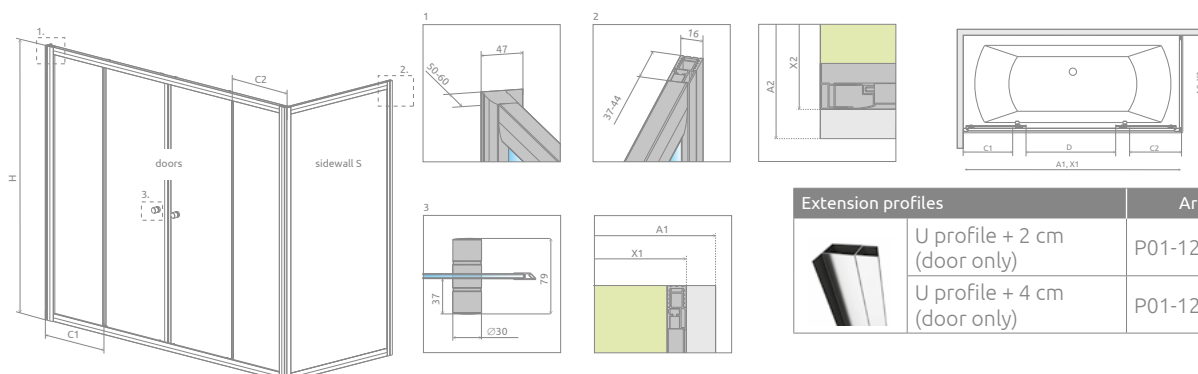 1.
C2
2.
H
doors
sidewall S
3.
C1
1
47
50-60
2
16
37-44
A2
X2
C1
D
C2
A1, X1
3
79
37
Ø30
A1
X1
Extension profiles
U profile + 2 cm
(door only)
P01-12
U profile + 4 cm
(door only)
P01-12